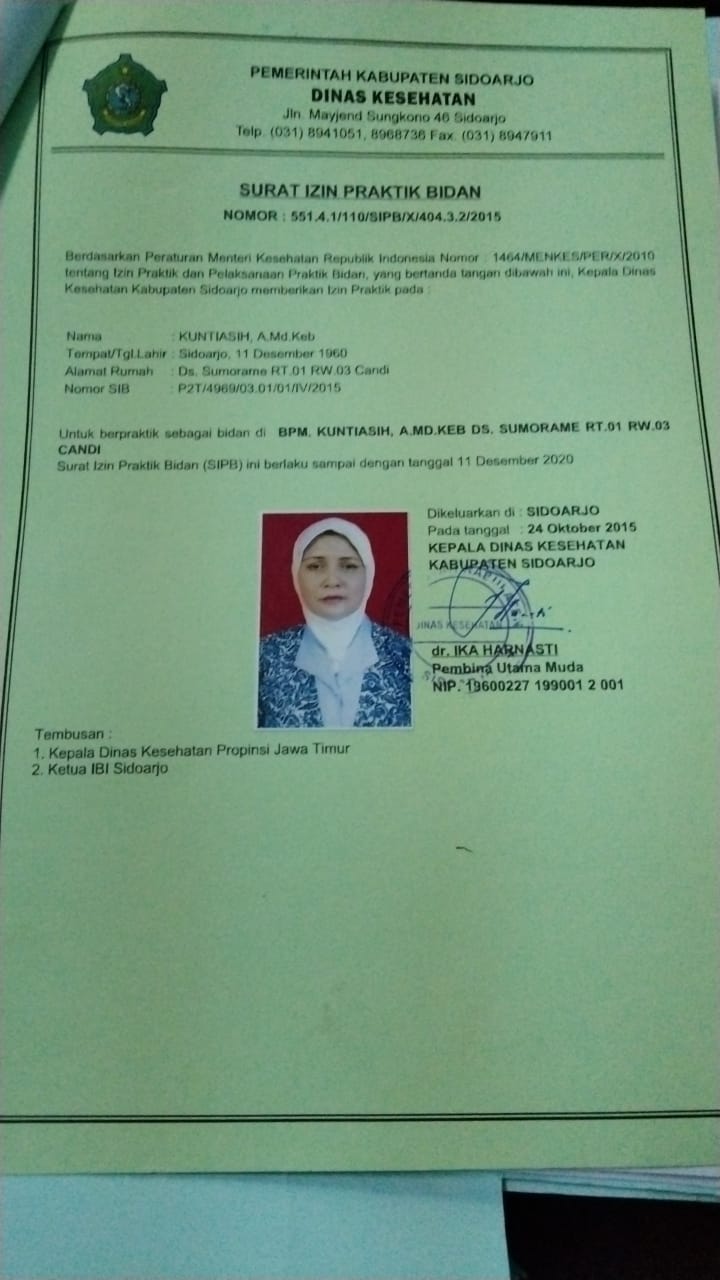 PEMERINTAH KABUPATEN SIDOARJO
DINAS KESEHATAN
Jln. Mayjend Sungkono 46 Sidoarjo
Telp. (031) 8941051, 8968736 Fax. (031) 8947911
SURAT IZIN PRAKTIK BIDAN
NOMOR : 551.4.1/110/SIPB/X/404.3.2/2015
Berdasarkan Peraturan Menteri Kesehatan Republik Indonesia Nomor 1464/MENKES/PER/X/2010
tentang Izin Praktik dan Pelaksanaan Praktik Bidan, yang bertanda tangan dibawah ini, Kepala Dinas
Kesehatan Kabupaten Sidoarjo memberikan Izin Praktik pada :
Nama : KUNTIASIH, A.Md.Keb
Tempat/Tgl.Lahir : Sidoarjo, 11 Desember 1960
Alamat Rumah : Ds. Sumorame RT.01 RW.03 Candi
Nomor SIB : P2T/4969/03.01/01/IV/2015
Untuk berpraktik sebagai bidan di BPM. KUNTIASIH, A.MD.KEB DS. SUMORAME RT.01 RW.03
CANDI
Surat Izin Praktik Bidan (SIPB) ini berlaku sampai dengan tanggal 11 Desember 2020
Dikeluarkan di : SIDOARJO
Pada tanggal : 24 Oktober 2015
KEPALA DINAS KESEHATAN
KABUPATEN SIDOARJO
DINAS KESEHATAN
dr. IKA HARNASTI
Pembina Utama Muda
NIP. 19600227 199001 2 001
Tembusan :
1. Kepala Dinas Kesehatan Propinsi Jawa Timur
2. Ketua IBI Sidoarjo